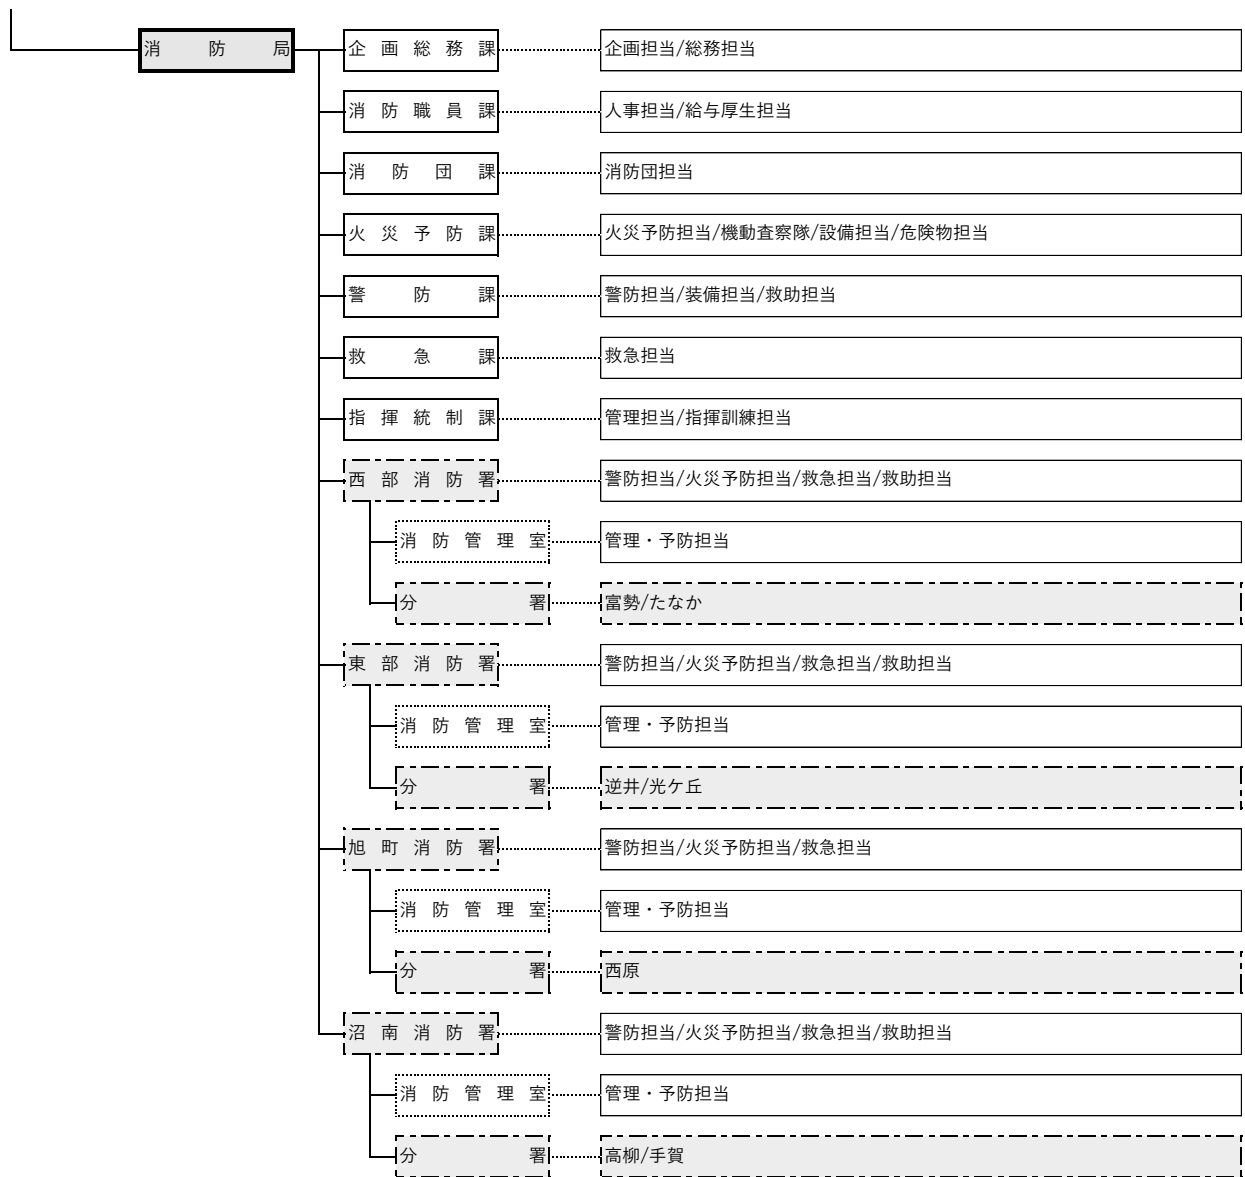 消防局 企画総務課 企画担当/総務担当
消防職員課 人事担当/給与厚生担当
消防団課 消防団担当
火災予防課 火災予防担当/機動査察隊/設備担当/危険物担当
警防課 警防担当/装備担当/救助担当
救急課 救急担当
指揮統制課 管理担当/指揮訓練担当
西部消防署 警防担当/火災予防担当/救急担当/救助担当
消防管理室 管理・予防担当
分署 富勢/たなか
東部消防署 警防担当/火災予防担当/救急担当/救助担当
消防管理室 管理・予防担当
分署 逆井/光ケ丘
旭町消防署 警防担当/火災予防担当/救急担当
消防管理室 管理・予防担当
分署 西原
沼南消防署 警防担当/火災予防担当/救急担当/救助担当
消防管理室 管理・予防担当
分署 高柳/手賀